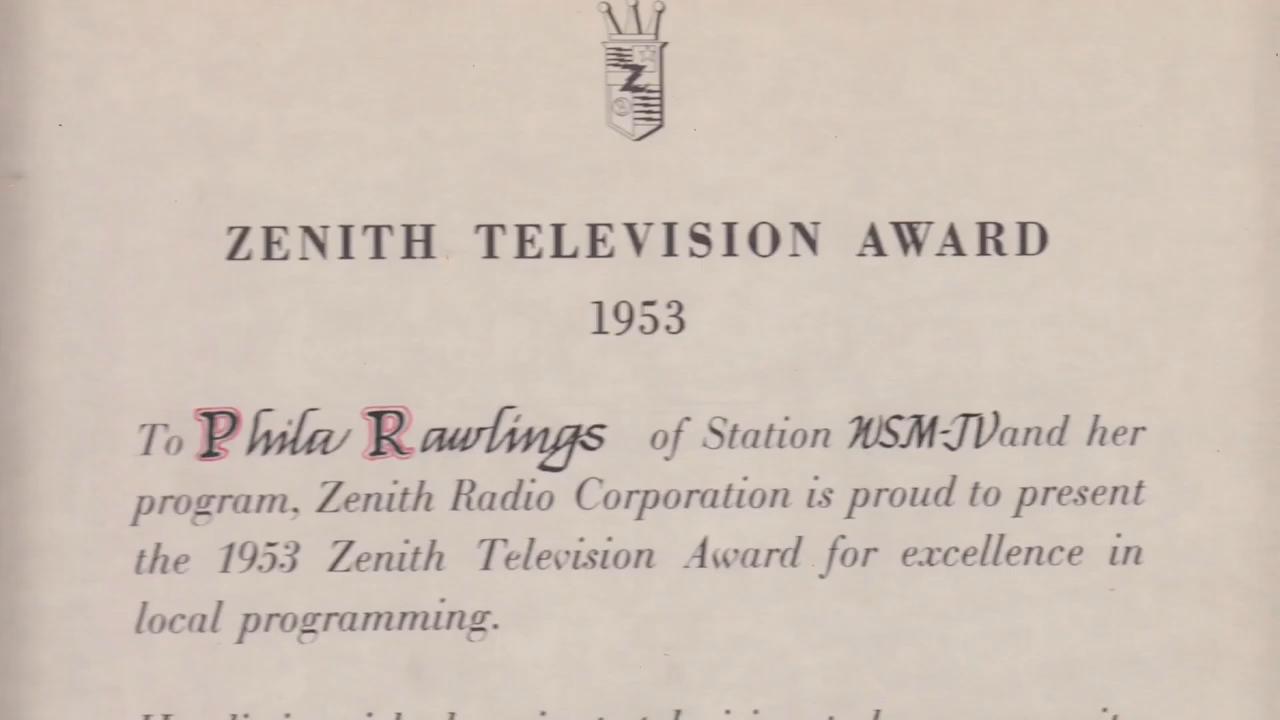 Z
ZENITH TELEVISION AWARD
1953
To Phila Rawlings of Station WSM-TV and her
program, Zenith Radio Corporation is proud to present
the 1953 Zenith Television Award for excellence in
local programming.